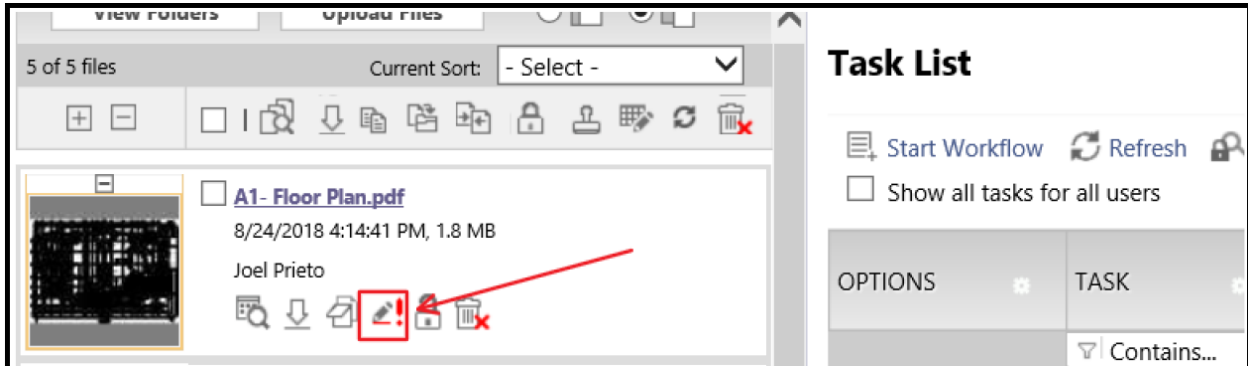 View Folders
Upload Files
5 of 5 files
Current Sort:
- Select -
A1- Floor Plan.pdf
8/24/2018 4:14:41 PM, 1.8 MB
Joel Prieto
Task List
Start Workflow
Refresh
Show all tasks for all users
OPTIONS
TASK
Contains...